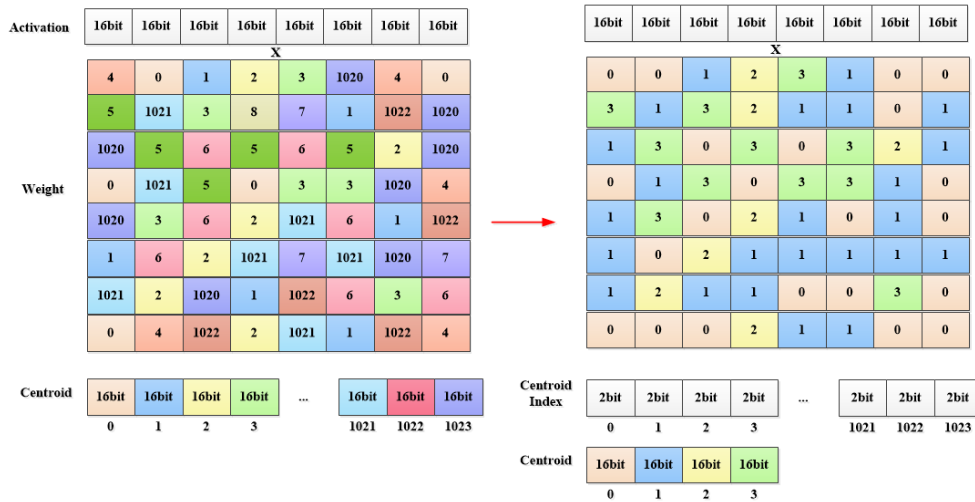 Activation 16bit 16bit 16bit 16bit 16bit 16bit 16bit 16bit
X
4 0 1 2 3 1020 4 0
5 1021 3 8 7 1 1022 1020
1020 5 6 5 6 5 2 1020
Weight
0 1021 5 0 3 3 1020 4
1020 3 6 2 1021 6 1 1022
1 6 2 1021 7 1021 1020 7
1021 2 1020 1 1022 6 3 6
0 4 1022 2 1021 1 1022 4
Centroid 16bit 16bit 16bit 16bit ... 16bit 16bit 16bit
0 1 2 3 1021 1022 1023
16bit 16bit 16bit 16bit 16bit 16bit 16bit 16bit
X
0 0 1 2 3 1 0 0
3 1 3 2 1 1 0 1
1 3 0 3 0 3 2 1
0 1 3 0 3 3 1 0
1 3 0 2 1 0 1 0
1 0 2 1 1 1 1 1
1 2 1 1 0 0 3 0
0 0 0 2 1 1 0 0
Centroid
Index
2bit 2bit 2bit 2bit ... 2bit 2bit 2bit
0 1 2 3 1021 1022 1023
Centroid 16bit 16bit 16bit 16bit
0 1 2 3